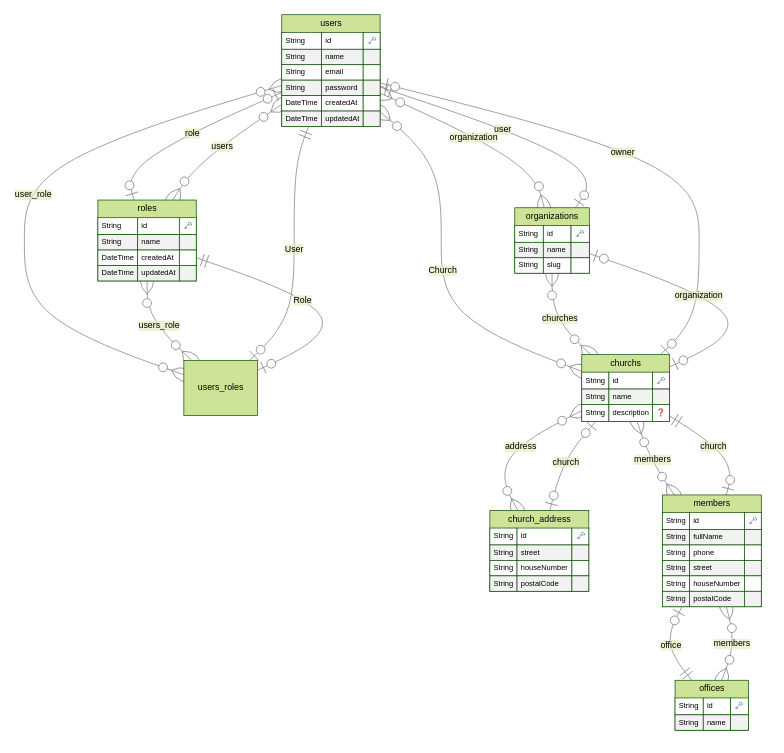 users
String id
String name
String email
String password
DateTime createdAt
DateTime updatedAt
user
role
organization
users
owner
user_role
roles
String id
String name
DateTime createdAt
DateTime updatedAt
organizations
String id
String name
String slug
User
Church
Role
organization
churches
users_role
churchs
String id
String name
String description ?
users_roles
address
church
members
church
members
String id
String fullName
String phone
String street
String houseNumber
String postalCode
church_address
String id
String street
String houseNumber
String postalCode
office
members
offices
String id
String name